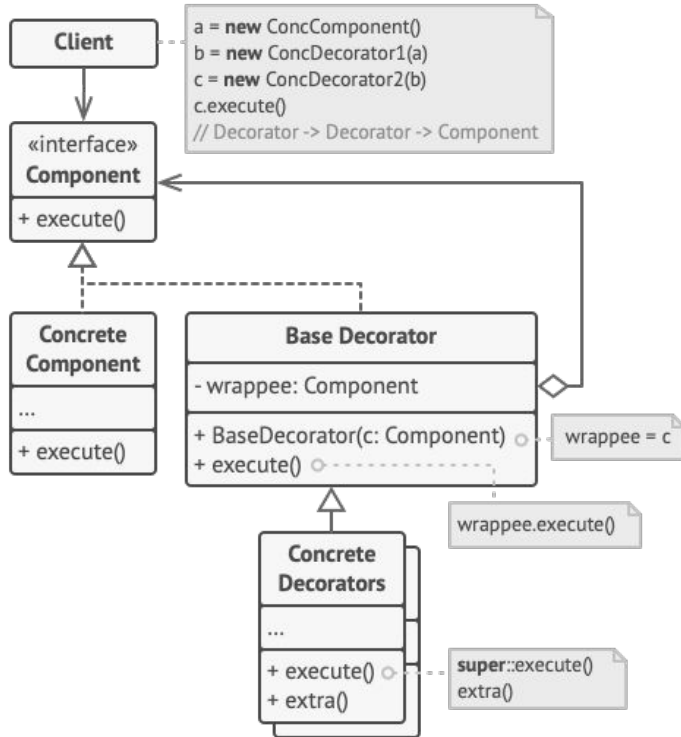 Client
a = new ConcComponent()
b = new ConcDecorator1(a)
c = new ConcDecorator2(b)
c.execute()
// Decorator -> Decorator -> Component
«interface»
Component
+ execute()
Concrete
Component
...
+ execute()
Base Decorator
- wrappee: Component
+ BaseDecorator(c: Component)
+ execute()
wrappee = c
wrappee.execute()
Concrete
Decorators
...
+ execute()
+ extra()
super::execute()
extra()